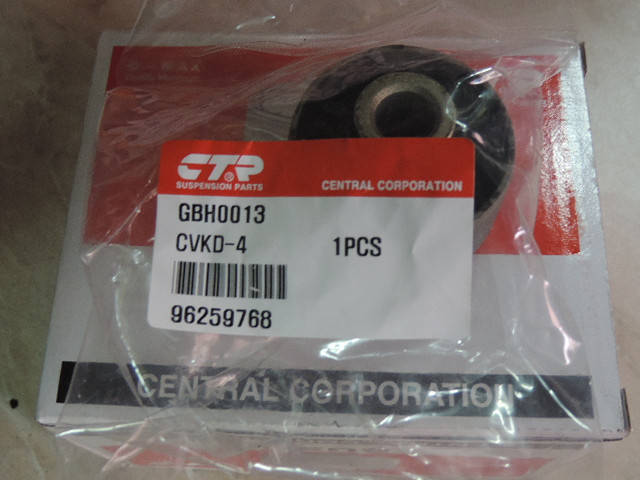 CTR®
SUSPENSION PARTS
CENTRAL CORPORATION
GBH0013
CVKD-4
1PCS
96259768
CENTRAL CORPORATION